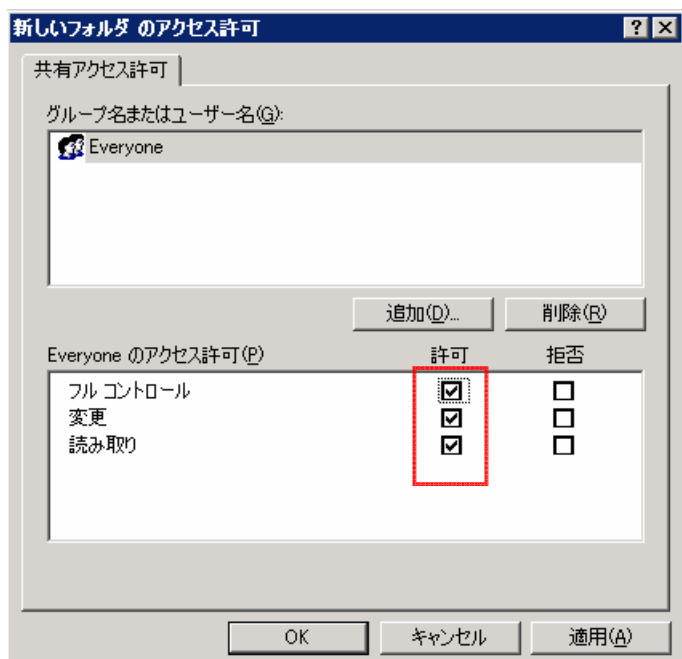 新しいフォルダ のアクセス許可
共有アクセス許可
グループ名またはユーザー名(G):
Everyone
追加(D)... 削除(R)
Everyone のアクセス許可(P) 許可 拒否
フル コントロール
変更
読み取り
OK キャンセル 適用(A)